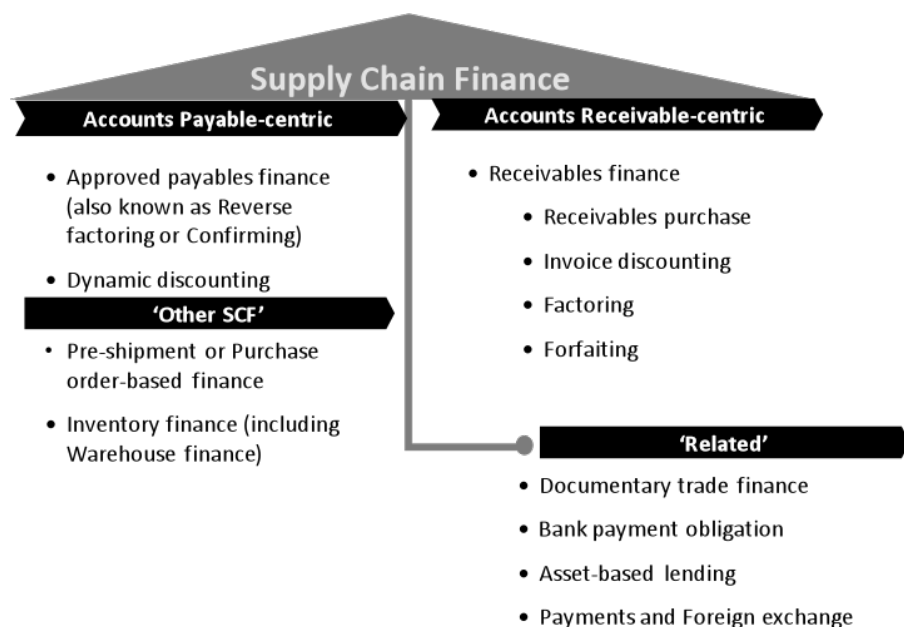 Supply Chain Finance
Accounts Payable-centric
• Approved payables finance
(also known as Reverse
factoring or Confirming)
• Dynamic discounting
‘Other SCF’
• Pre-shipment or Purchase
order-based finance
• Inventory finance (including
Warehouse finance)
Accounts Receivable-centric
• Receivables finance
• Receivables purchase
• Invoice discounting
• Factoring
• Forfaiting
‘Related’
• Documentary trade finance
• Bank payment obligation
• Asset-based lending
• Payments and Foreign exchange